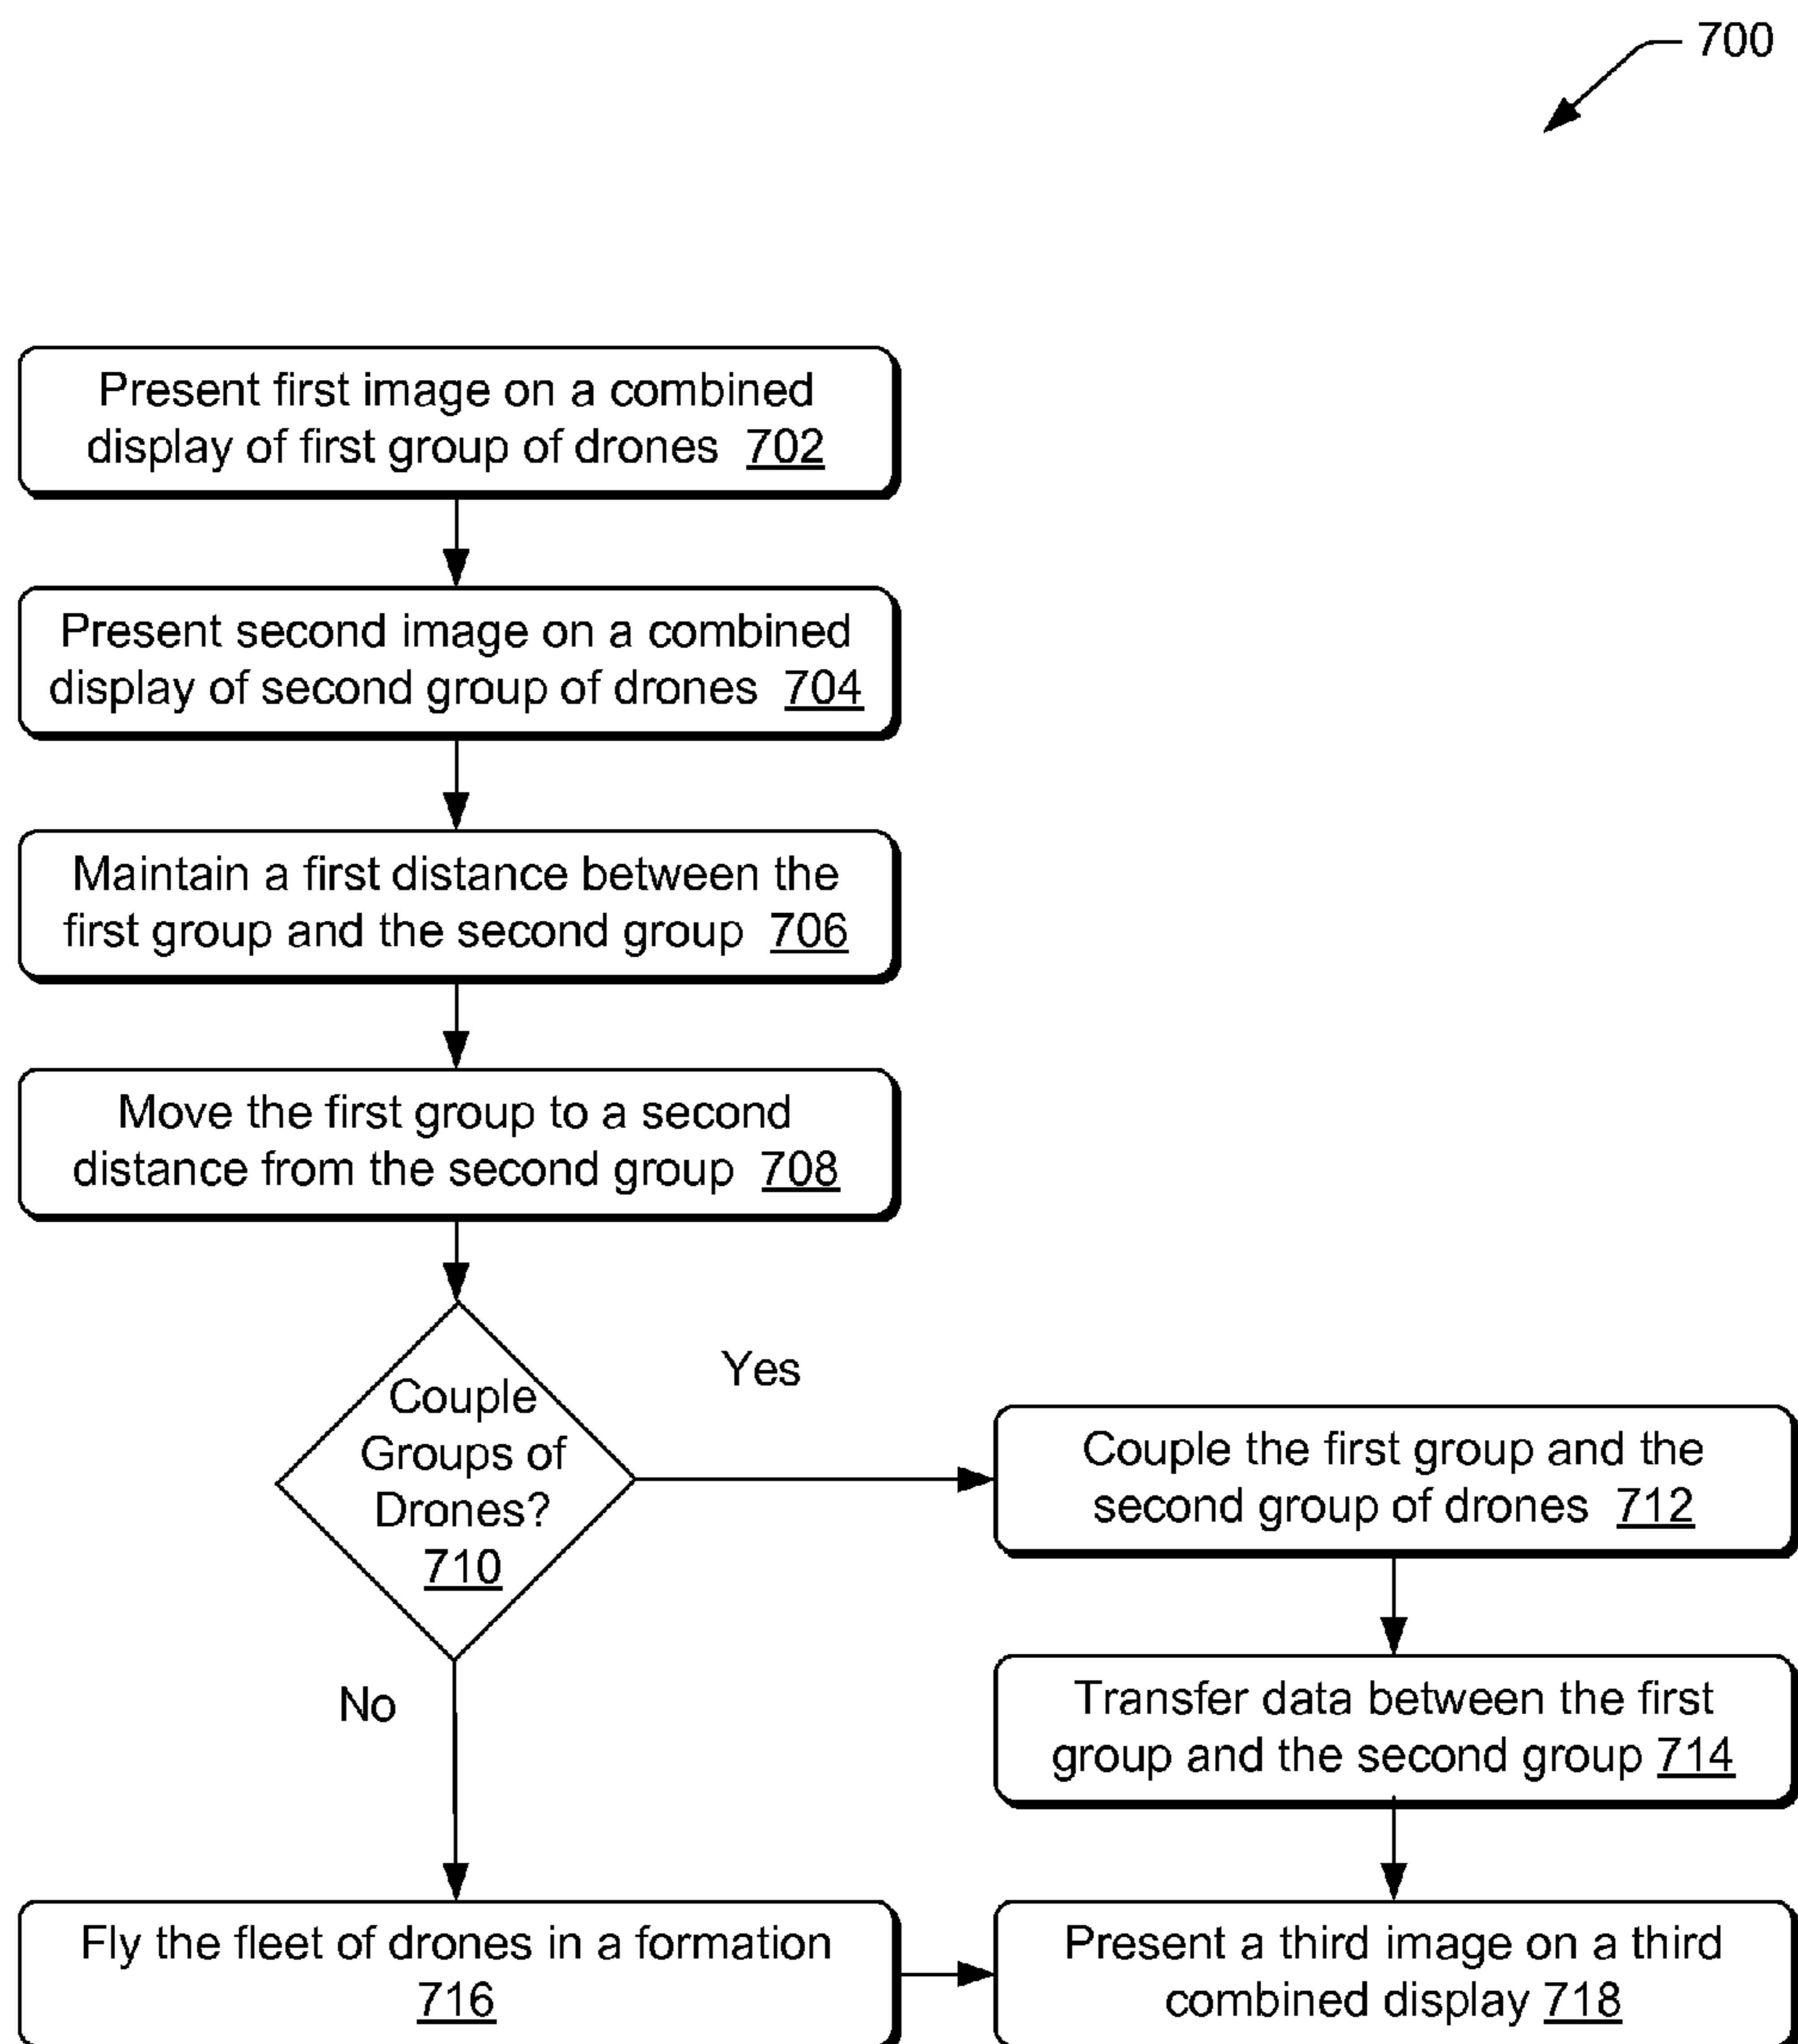 700
Present first image on a combined
display of first group of drones 702
Present second image on a combined
display of second group of drones 704
Maintain a first distance between the
first group and the second group 706
Move the first group to a second
distance from the second group 708
Couple
Groups of
Drones?
710
Yes
No
Couple the first group and the
second group of drones 712
Transfer data between the first
group and the second group 714
Fly the fleet of drones in a formation
716
Present a third image on a third
combined display 718